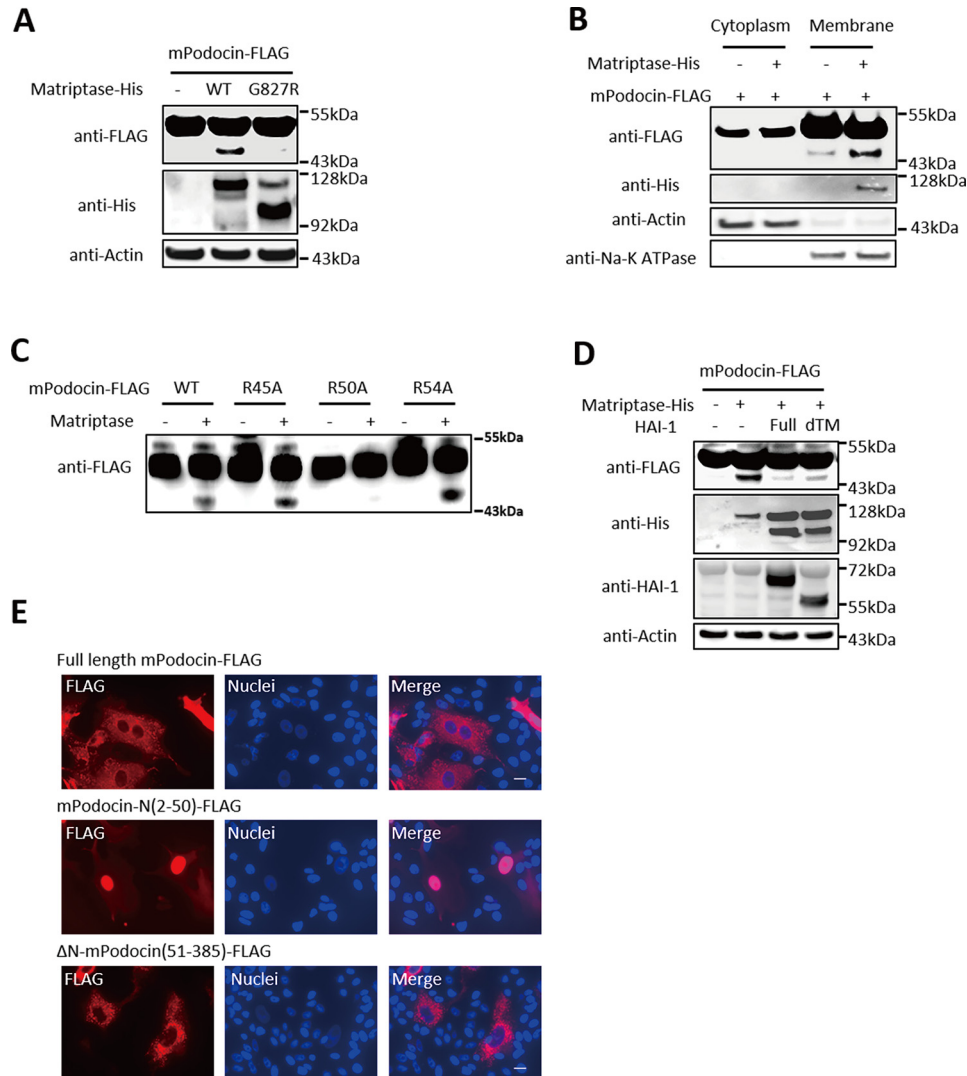 A
mPodocin-FLAG
Matriptase-His - WT G827R
anti-FLAG
55kDa
43kDa
anti-His
128kDa
92kDa
anti-Actin
43kDa
B
Cytoplasm Membrane
Matriptase-His - + - +
mPodocin-FLAG + + + +
anti-FLAG
55kDa
43kDa
anti-His
128kDa
anti-Actin
43kDa
anti-Na-K ATPase
C
mPodocin-FLAG WT R45A R50A R54A
Matriptase - + - + - + - +
anti-FLAG
55kDa
43kDa
D
mPodocin-FLAG
Matriptase-His - + + +
HAI-1 - - Full dTM
anti-FLAG
55kDa
43kDa
anti-His
128kDa
92kDa
anti-HAI-1
72kDa
55kDa
anti-Actin
43kDa
E
Full length mPodocin-FLAG
FLAG Nuclei Merge
mPodocin-N(2-50)-FLAG
FLAG Nuclei Merge
ΔN-mPodocin(51-385)-FLAG
FLAG Nuclei Merge